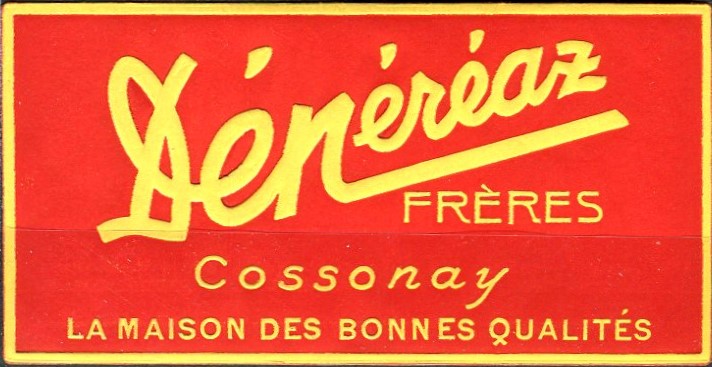 Dénéréaz
FRÈRES
Cossonay
LA MAISON DES BONNES QUALITÉS